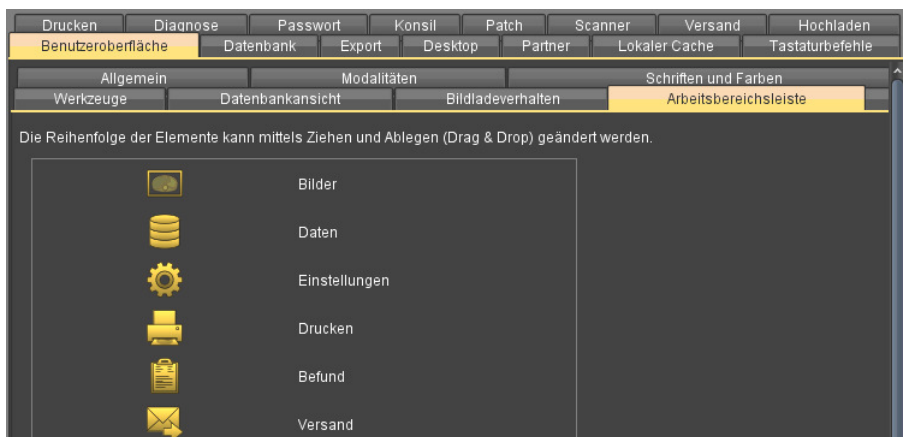 Drucken Diagnose Passwort Konsil Patch Scanner Versand Hochladen
Benutzeroberfläche Datenbank Export Desktop Partner Lokaler Cache Tastaturbefehle
Allgemein Modalitäten Schriften und Farben
Werkzeuge Datenbankansicht Bildladeverhalten Arbeitsbereichsleiste
Die Reihenfolge der Elemente kann mittels Ziehen und Ablegen (Drag & Drop) geändert werden.
Bilder
Daten
Einstellungen
Drucken
Befund
Versand